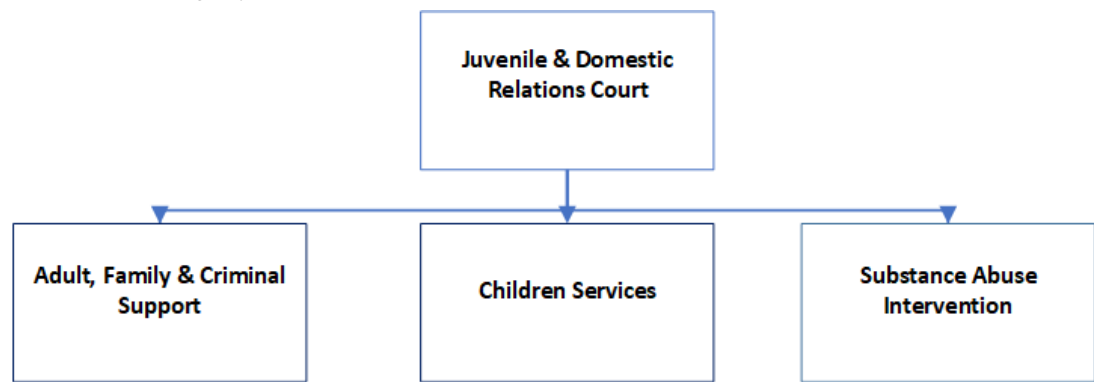 Juvenile & Domestic
Relations Court
Adult, Family & Criminal
Support
Children Services
Substance Abuse
Intervention